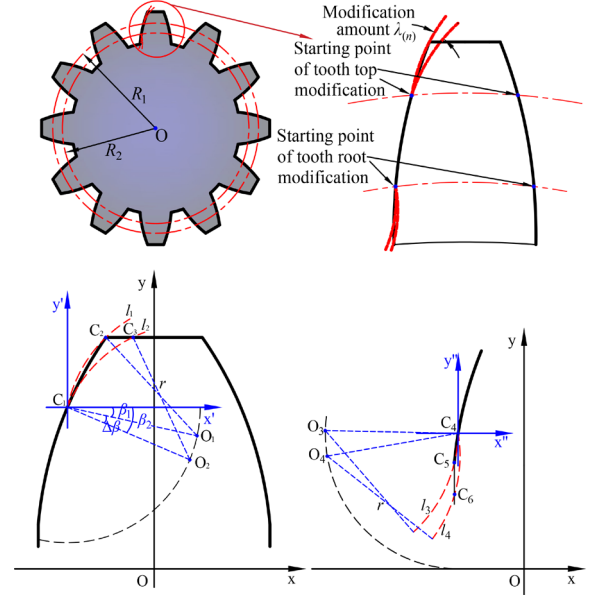 R₁
R₂
O
Modification
amount λ₍ₙ₎
Starting point
of tooth top
modification
Starting point
of tooth root
modification
y
y'
C₂
C₃
l₁
l₂
r
C₁
β₁
β₂
Δβ
x'
O₁
O₂
O
x
y
y"
O₃
C₄
x"
O₄
C₅
C₆
r
l₃
l₄
O
x